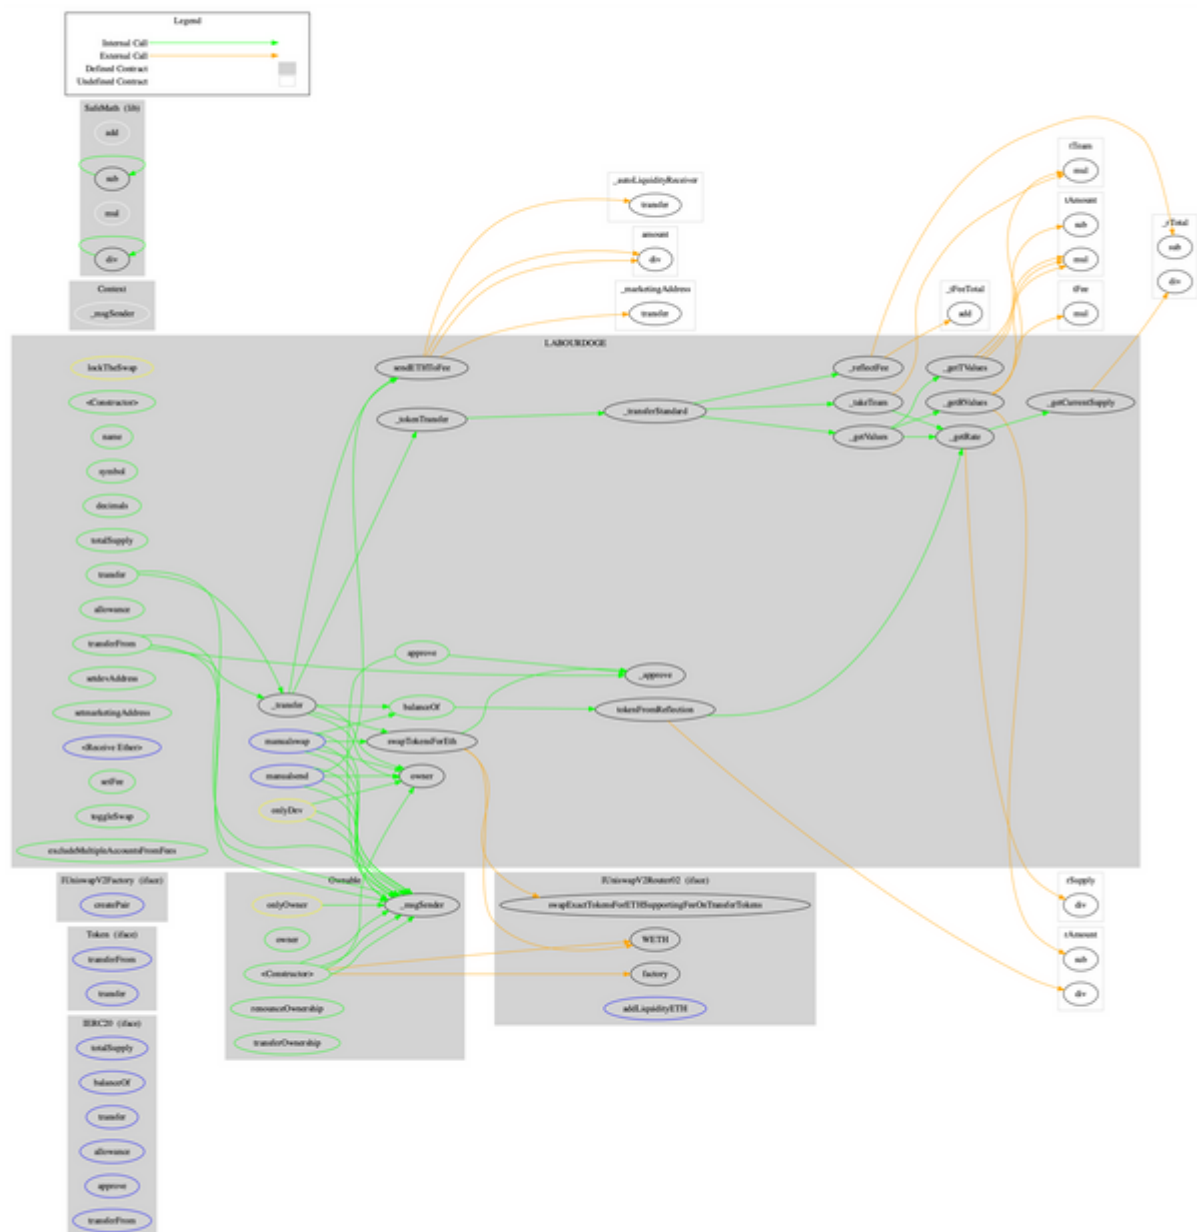 Legend
Internal Call
External Call
Defined Contract
Undefined Contract
SafeMath (lib)
add
sub
mul
div
Context
_msgSender
_autoLiquidityReceiver
transfer
amount
div
_marketingAddress
transfer
_tFeeTotal
add
tTeam
mul
tAmount
sub
mul
tFee
mul
_rTotal
sub
div
LABOURDOGE
lockTheSwap
<Constructor>
name
symbol
decimals
totalSupply
transfer
allowance
transferFrom
setdevAddress
setmarketingAddress
<Receive Ether>
setFee
toggleSwap
excludeMultipleAccountsFromFees
_transfer
manualswap
manualsend
onlyDev
sendETHToFee
_tokenTransfer
approve
balanceOf
swapTokensForEth
owner
_transferStandard
_approve
tokenFromReflection
_reflectFee
_takeTeam
_getValues
_getTValues
_getRValues
_getRate
_getCurrentSupply
IUniswapV2Factory (iface)
createPair
Token (iface)
transferFrom
transfer
IERC20 (iface)
totalSupply
balanceOf
transfer
allowance
approve
transferFrom
Ownable
onlyOwner
owner
<Constructor>
renounceOwnership
transferOwnership
_msgSender
IUniswapV2Router02 (iface)
swapExactTokensForETHSupportingFeeOnTransferTokens
WETH
factory
addLiquidityETH
rSupply
div
rAmount
sub
div